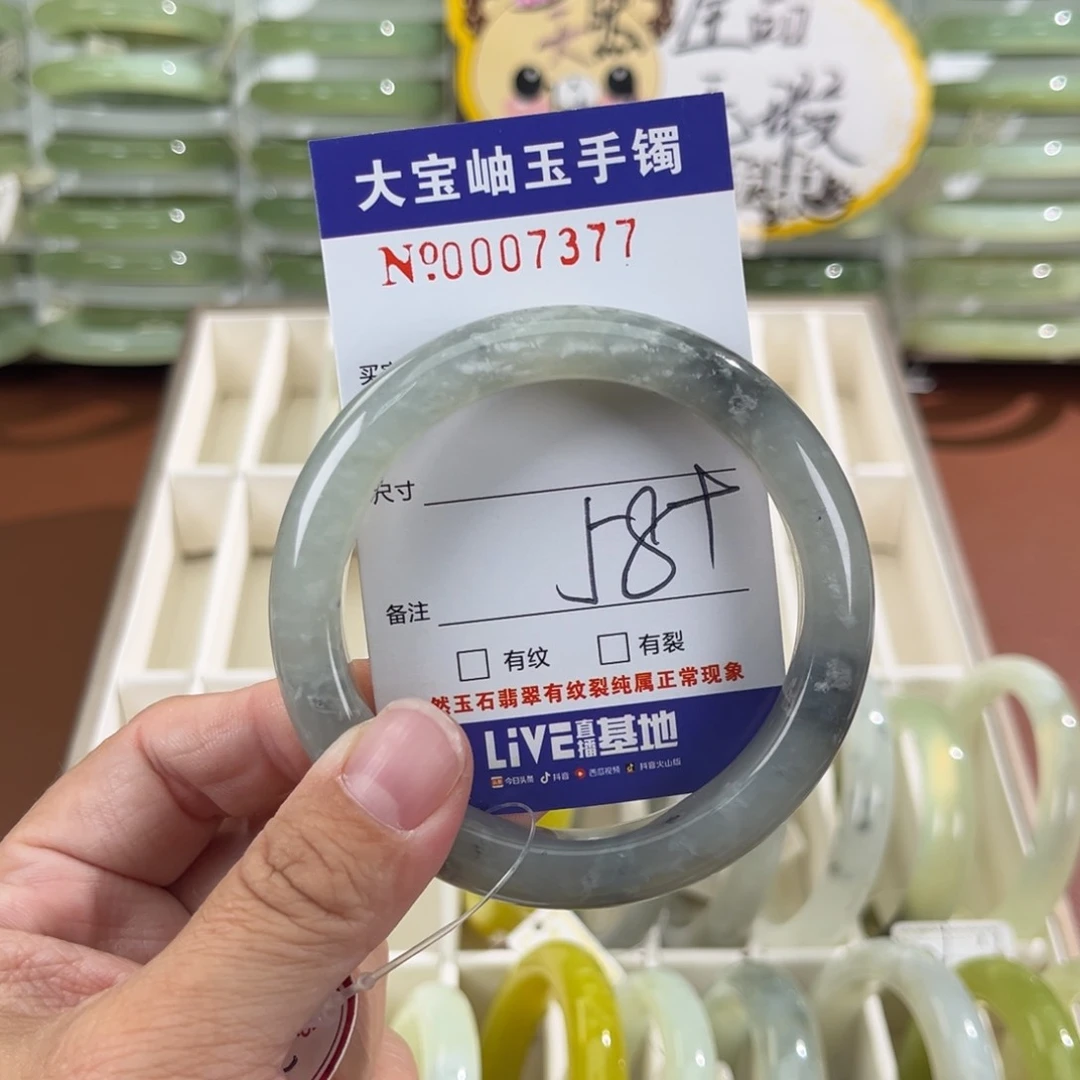 大宝岫玉手镯
Nº0007377
买
尺寸
58+
备注
有纹 有裂
然玉石翡翠有纹裂纯属正常现象
LiVE直播基地
今日头条 抖音 西瓜视频 抖音火山版